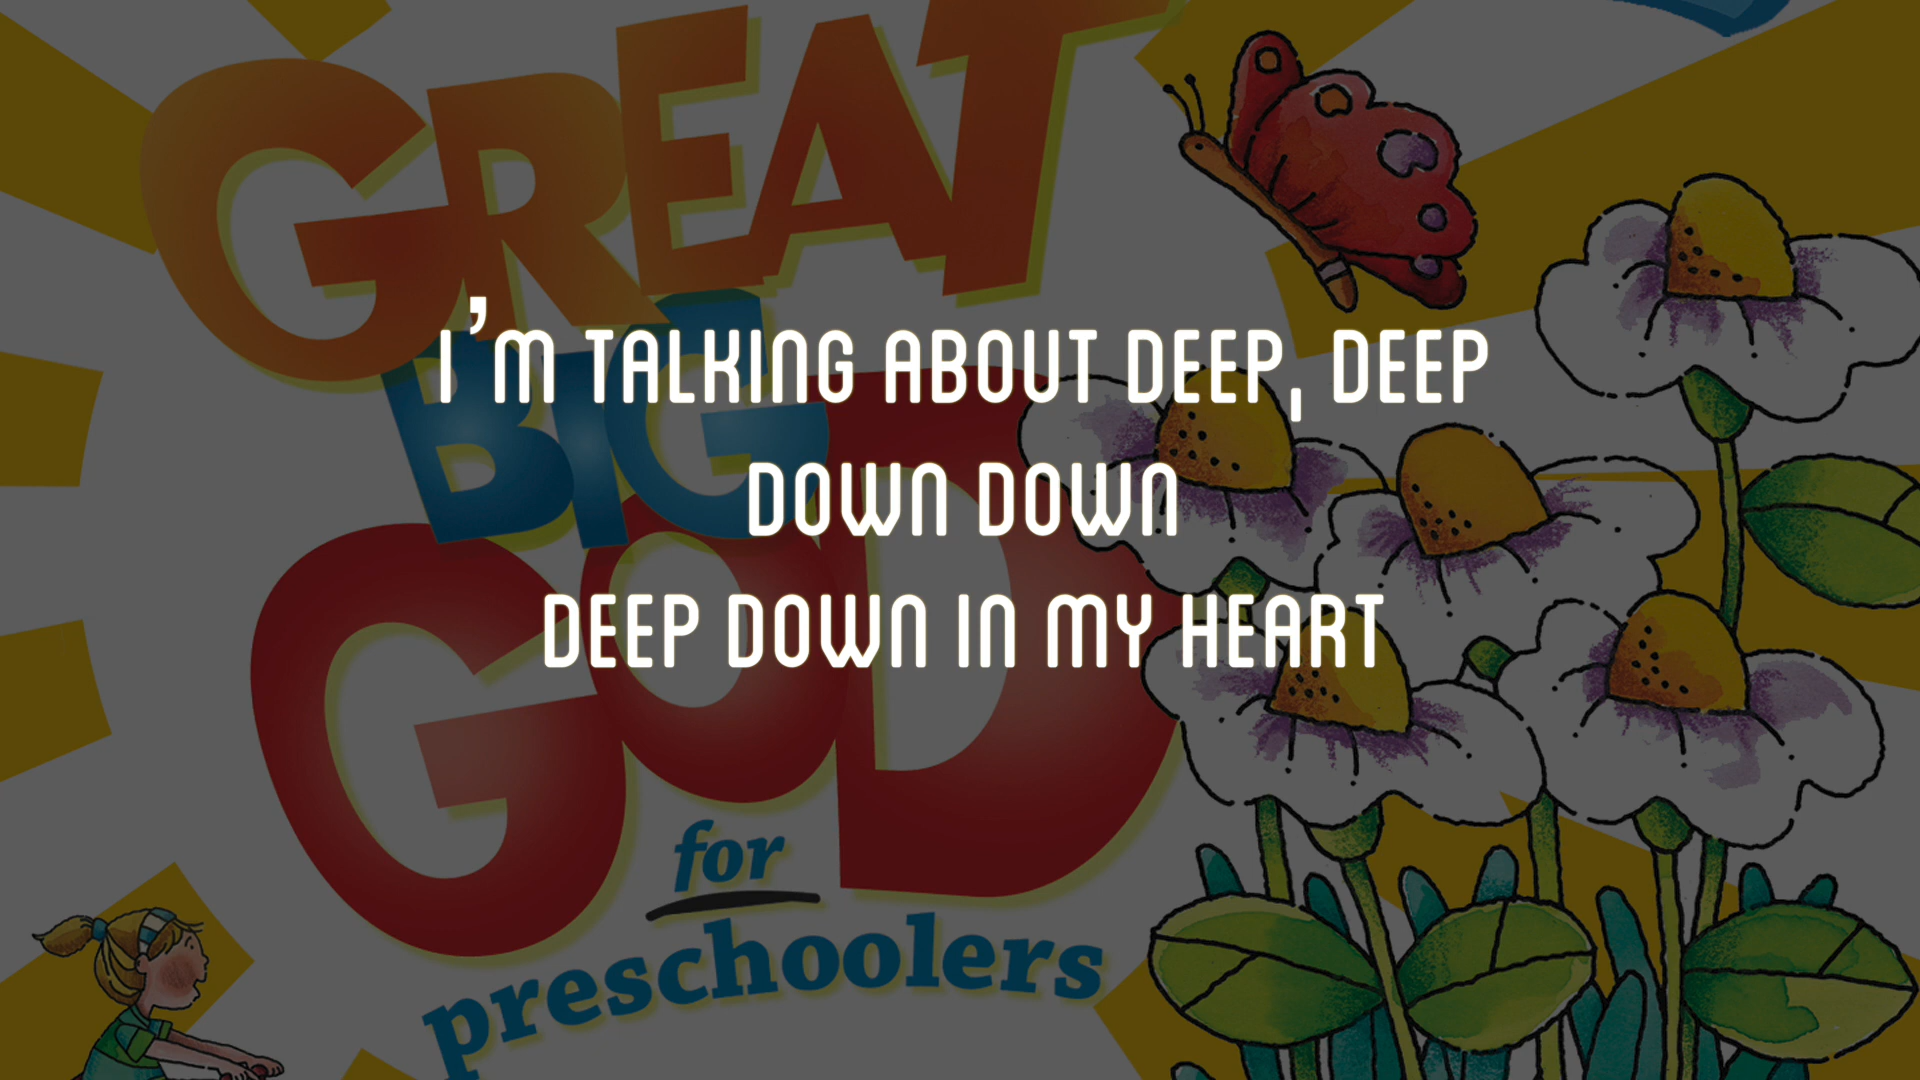 GREAT
BIG
GOD
for
preschoolers
I'M TALKING ABOUT DEEP, DEEP
DOWN DOWN
DEEP DOWN IN MY HEART